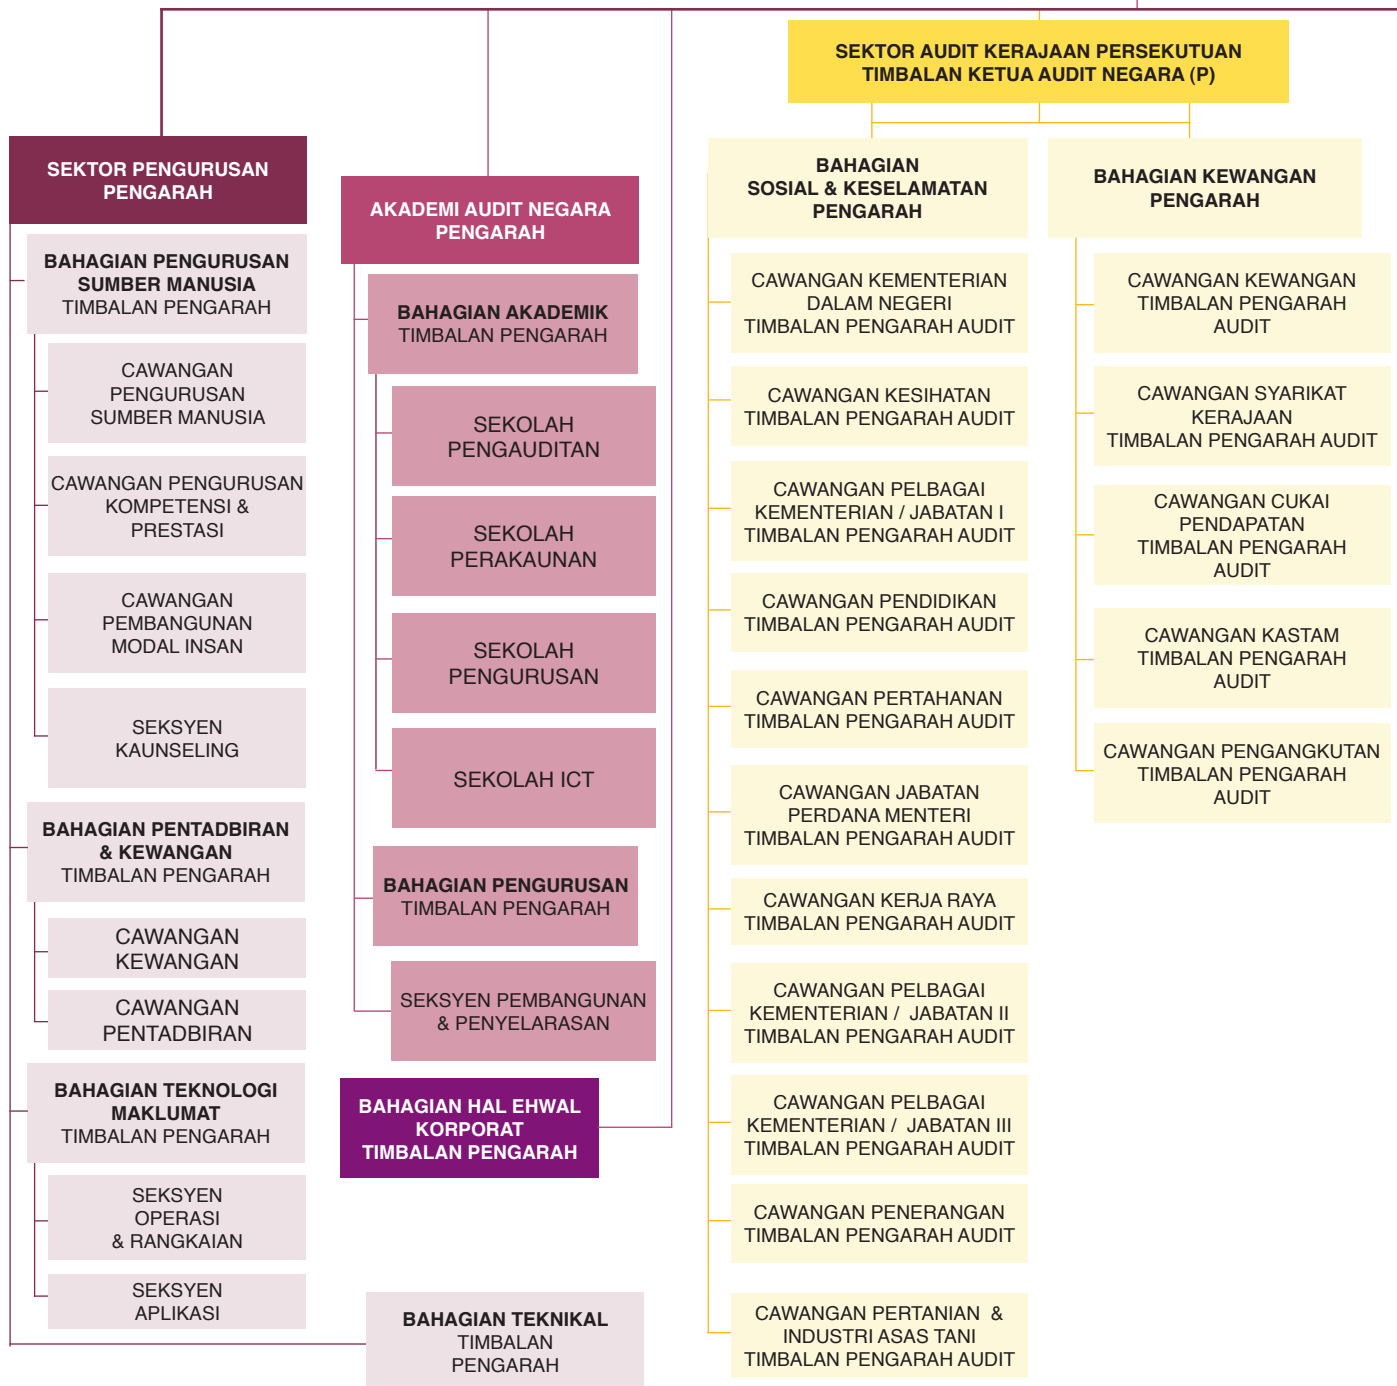 SEKTOR AUDIT KERAJAAN PERSEKUTUAN
TIMBALAN KETUA AUDIT NEGARA (P)
SEKTOR PENGURUSAN
PENGARAH
BAHAGIAN PENGURUSAN
SUMBER MANUSIA
TIMBALAN PENGARAH
CAWANGAN
PENGURUSAN
SUMBER MANUSIA
CAWANGAN PENGURUSAN
KOMPETENSI &
PRESTASI
CAWANGAN
PEMBANGUNAN
MODAL INSAN
SEKSYEN
KAUNSELING
BAHAGIAN PENTADBIRAN
& KEWANGAN
TIMBALAN PENGARAH
CAWANGAN
KEWANGAN
CAWANGAN
PENTADBIRAN
BAHAGIAN TEKNOLOGI
MAKLUMAT
TIMBALAN PENGARAH
SEKSYEN
OPERASI
& RANGKAIAN
SEKSYEN
APLIKASI
BAHAGIAN TEKNIKAL
TIMBALAN
PENGARAH
AKADEMI AUDIT NEGARA
PENGARAH
BAHAGIAN AKADEMIK
TIMBALAN PENGARAH
SEKOLAH
PENGAUDITAN
SEKOLAH
PERAKAUNAN
SEKOLAH
PENGURUSAN
SEKOLAH ICT
BAHAGIAN PENGURUSAN
TIMBALAN PENGARAH
SEKSYEN PEMBANGUNAN
& PENYELARASAN
BAHAGIAN HAL EHWAL
KORPORAT
TIMBALAN PENGARAH
BAHAGIAN
SOSIAL & KESELAMATAN
PENGARAH
CAWANGAN KEMENTERIAN
DALAM NEGERI
TIMBALAN PENGARAH AUDIT
CAWANGAN KESIHATAN
TIMBALAN PENGARAH AUDIT
CAWANGAN PELBAGAI
KEMENTERIAN / JABATAN I
TIMBALAN PENGARAH AUDIT
CAWANGAN PENDIDIKAN
TIMBALAN PENGARAH AUDIT
CAWANGAN PERTAHANAN
TIMBALAN PENGARAH AUDIT
CAWANGAN JABATAN
PERDANA MENTERI
TIMBALAN PENGARAH AUDIT
CAWANGAN KERJA RAYA
TIMBALAN PENGARAH AUDIT
CAWANGAN PELBAGAI
KEMENTERIAN / JABATAN II
TIMBALAN PENGARAH AUDIT
CAWANGAN PELBAGAI
KEMENTERIAN / JABATAN III
TIMBALAN PENGARAH AUDIT
CAWANGAN PENERANGAN
TIMBALAN PENGARAH AUDIT
CAWANGAN PERTANIAN &
INDUSTRI ASAS TANI
TIMBALAN PENGARAH AUDIT
BAHAGIAN KEWANGAN
PENGARAH
CAWANGAN KEWANGAN
TIMBALAN PENGARAH
AUDIT
CAWANGAN SYARIKAT
KERAJAAN
TIMBALAN PENGARAH AUDIT
CAWANGAN CUKAI
PENDAPATAN
TIMBALAN PENGARAH
AUDIT
CAWANGAN KASTAM
TIMBALAN PENGARAH
AUDIT
CAWANGAN PENGANGKUTAN
TIMBALAN PENGARAH
AUDIT